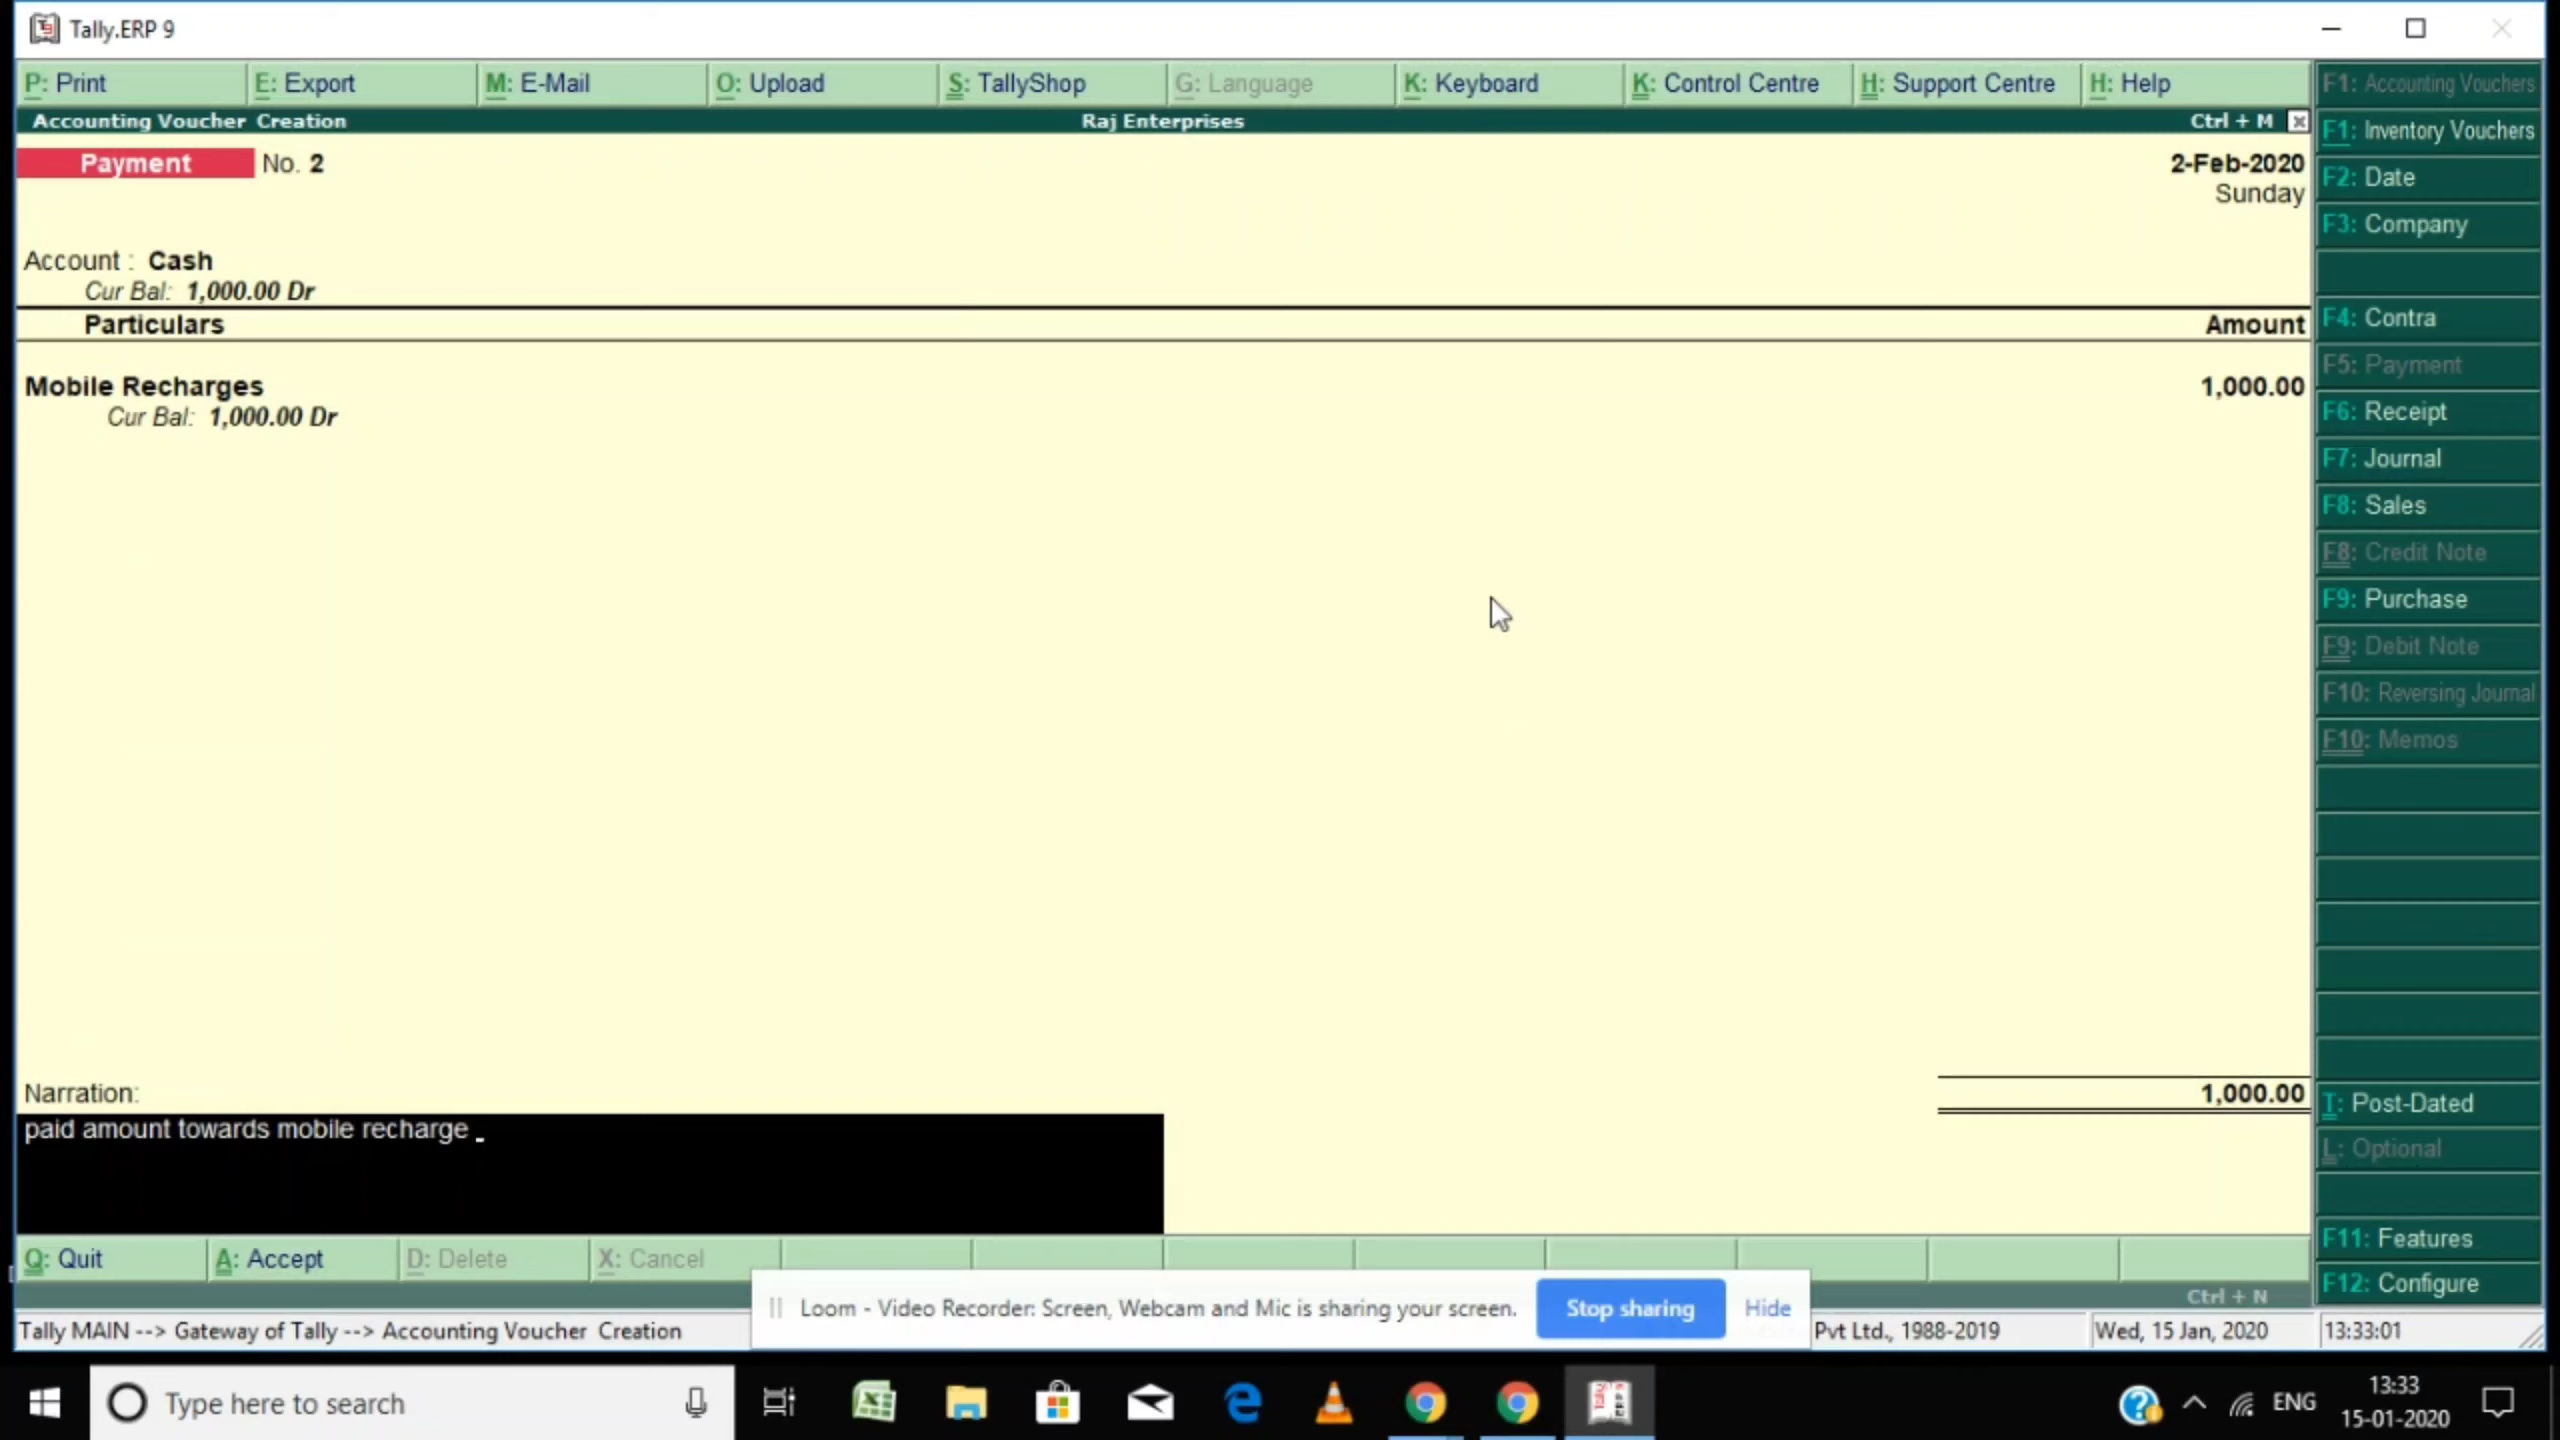 Tally.ERP 9
P: Print E: Export M: E-Mail O: Upload S: TallyShop G: Language K: Keyboard K: Control Centre H: Support Centre H: Help
Accounting Voucher Creation Raj Enterprises Ctrl + M
Payment No. 2 2-Feb-2020
Sunday
Account : Cash
Cur Bal: 1,000.00 Dr
Particulars Amount
Mobile Recharges 1,000.00
Cur Bal: 1,000.00 Dr
Narration: 1,000.00
paid amount towards mobile recharge
F1: Accounting Vouchers
F1: Inventory Vouchers
F2: Date
F3: Company
F4: Contra
F5: Payment
F6: Receipt
F7: Journal
F8: Sales
F8: Credit Note
F9: Purchase
F9: Debit Note
F10: Reversing Journal
F10: Memos
T: Post-Dated
L: Optional
F11: Features
F12: Configure
Q: Quit A: Accept D: Delete X: Cancel
Ctrl + N
Loom - Video Recorder: Screen, Webcam and Mic is sharing your screen. Stop sharing Hide
Tally MAIN --> Gateway of Tally --> Accounting Voucher Creation Pvt Ltd., 1988-2019 Wed, 15 Jan, 2020 13:33:01
Type here to search ENG 13:33
15-01-2020